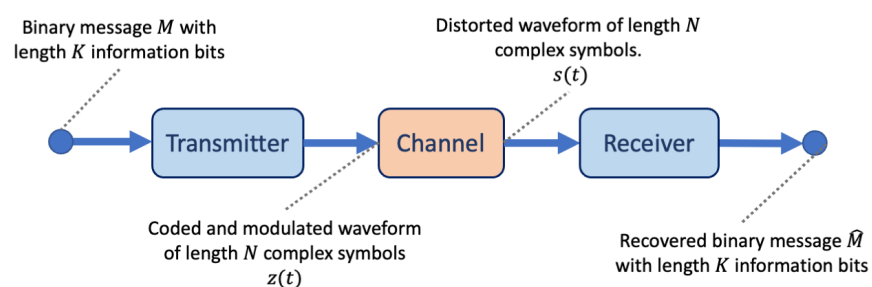 Binary message M with
length K information bits
Distorted waveform of length N
complex symbols.
s(t)
Transmitter
Channel
Receiver
Coded and modulated waveform
of length N complex symbols
z(t)
Recovered binary message M̂
with length K information bits